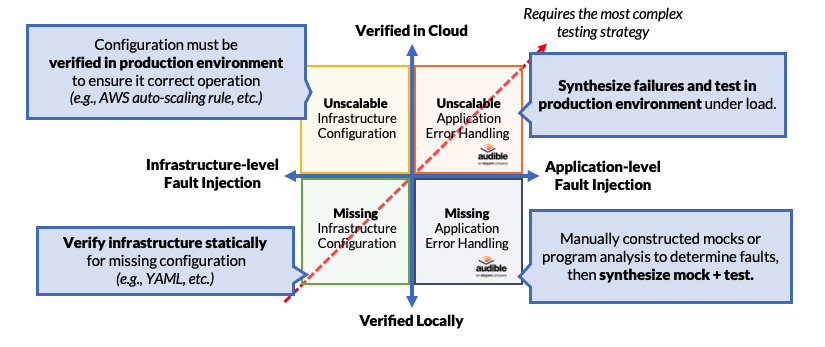 Requires the most complex
testing strategy
Verified in Cloud
Configuration must be
verified in production environment
to ensure it correct operation
(e.g., AWS auto-scaling rule, etc.)
Unscalable
Infrastructure
Configuration
Unscalable
Application
Error Handling
audible
an amazon company
Synthesize failures and test in
production environment under load.
Infrastructure-level
Fault Injection
Application-level
Fault Injection
Verify infrastructure statically
for missing configuration
(e.g., YAML, etc.)
Missing
Infrastructure
Configuration
Missing
Application
Error Handling
audible
an amazon company
Manually constructed mocks or
program analysis to determine faults,
then synthesize mock + test.
Verified Locally